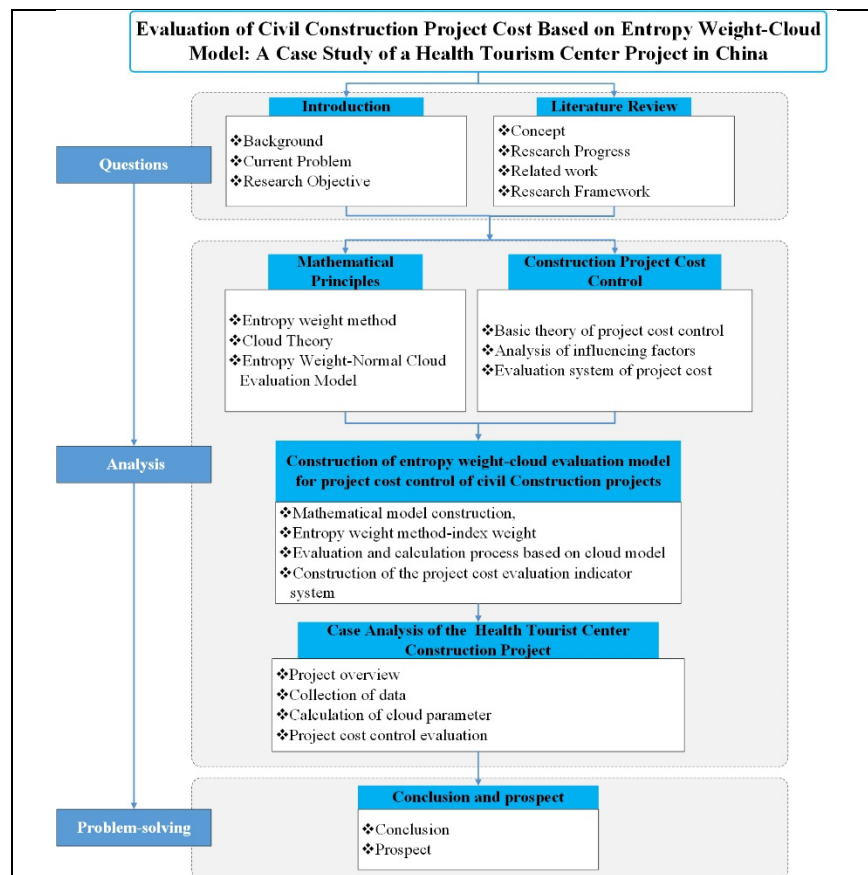 Evaluation of Civil Construction Project Cost Based on Entropy Weight-Cloud
Model: A Case Study of a Health Tourism Center Project in China
Questions
Introduction
❖Background
❖Current Problem
❖Research Objective
Literature Review
❖Concept
❖Research Progress
❖Related work
❖Research Framework
Analysis
Mathematical
Principles
❖Entropy weight method
❖Cloud Theory
❖Entropy Weight-Normal Cloud
Evaluation Model
Construction Project Cost
Control
❖Basic theory of project cost control
❖Analysis of influencing factors
❖Evaluation system of project cost
Construction of entropy weight-cloud evaluation model
for project cost control of civil Construction projects
❖Mathematical model construction,
❖Entropy weight method-index weight
❖Evaluation and calculation process based on cloud model
❖Construction of the project cost evaluation indicator
system
Case Analysis of the Health Tourist Center
Construction Project
❖Project overview
❖Collection of data
❖Calculation of cloud parameter
❖Project cost control evaluation
Problem-solving
Conclusion and prospect
❖Conclusion
❖Prospect